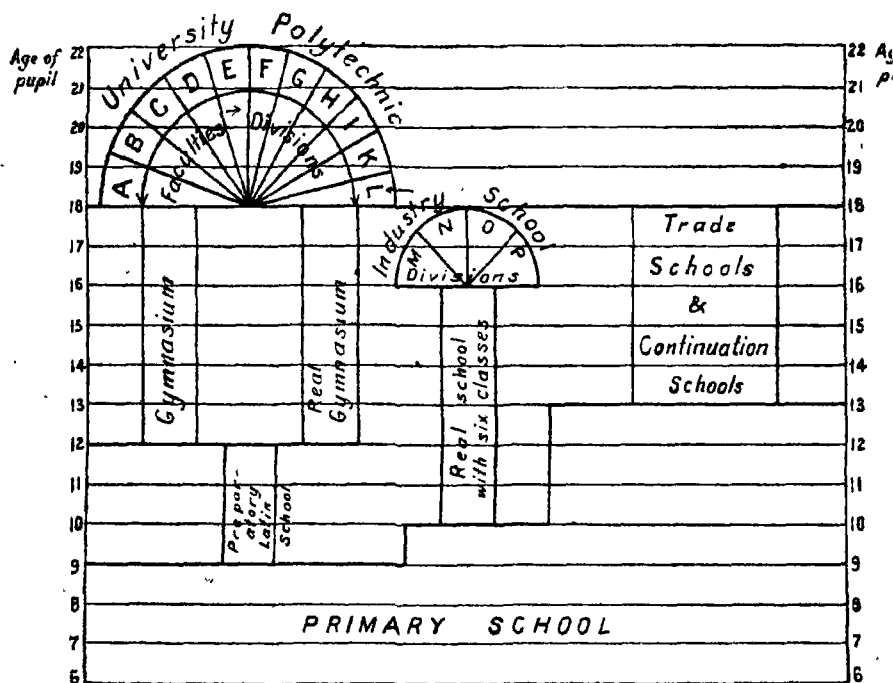 University Polytechnic
Age of
pupil
22
21
20
19
18
17
16
15
14
13
12
11
10
9
8
7
6
A B C D E F G H I K L
Faculties → Divisions
Gymnasium
Real
Gymnasium
Prepar-
atory
Latin
School
Industry School
M N O P
Divisions
Real school
with six classes
Trade
Schools
&
Continuation
Schools
PRIMARY SCHOOL
22 Ag
21 p
20
19
18
17
16
15
14
13
12
11
10
9
8
7
6